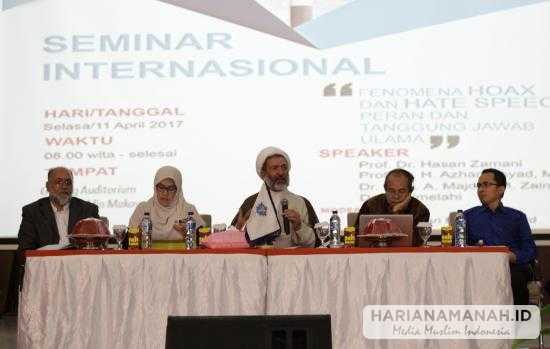 SEMINAR
INTERNASIONAL
HARI/TANGGAL
Selasa/11 April 2017
WAKTU
08.00 wita - selesai
Auditorium
FENOMENA HOAX
DAN HATE SPEE
PERAN DAN
TANGGUNG JAWAB
ULAMA
SPEAKER
Prof. Dr. Hasan Zamani
HARIANAMANAH.ID
Media Muslim Indonesia